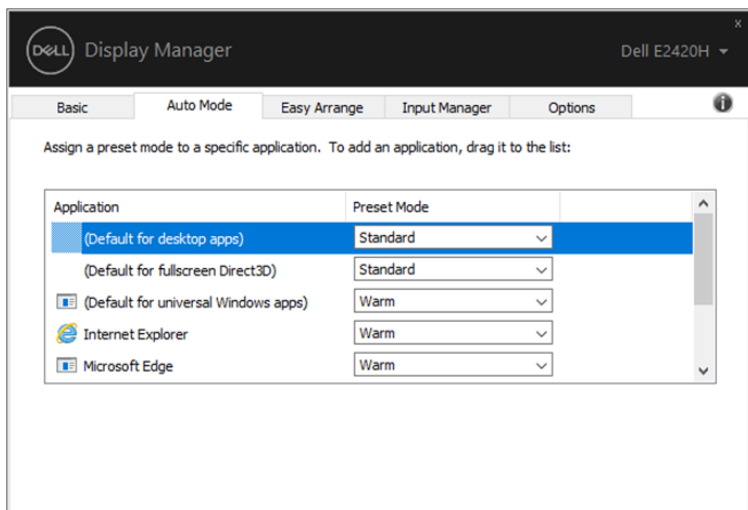 DELL Display Manager
x
Dell E2420H
Basic Auto Mode Easy Arrange Input Manager Options
Assign a preset mode to a specific application. To add an application, drag it to the list:
Application Preset Mode
(Default for desktop apps) Standard
(Default for fullscreen Direct3D) Standard
(Default for universal Windows apps) Warm
Internet Explorer Warm
Microsoft Edge Warm